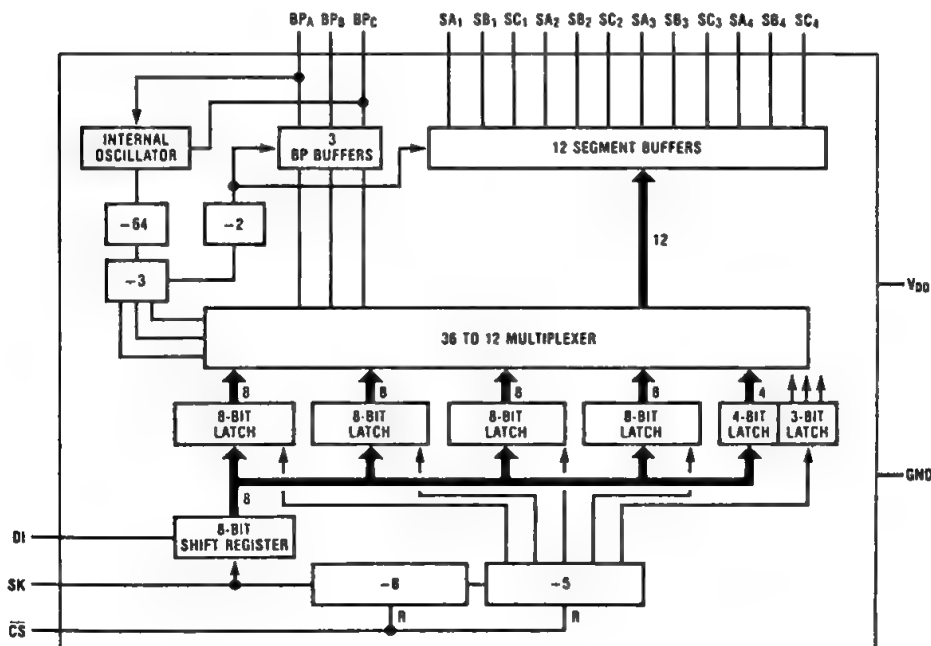 BPA BPB BPC SA1 SB1 SC1 SA2 SB2 SC2 SA3 SB3 SC3 SA4 SB4 SC4
INTERNAL
OSCILLATOR
3
BP BUFFERS
12 SEGMENT BUFFERS
−64
−2
12
−3
VDD
36 TO 12 MULTIPLEXER
8 8 8 8 4
8-BIT
LATCH
8-BIT
LATCH
8-BIT
LATCH
8-BIT
LATCH
4-BIT
LATCH
3-BIT
LATCH
GND
8
DI
8-BIT
SHIFT REGISTER
SK
−8
−5
R R
C̅S̅